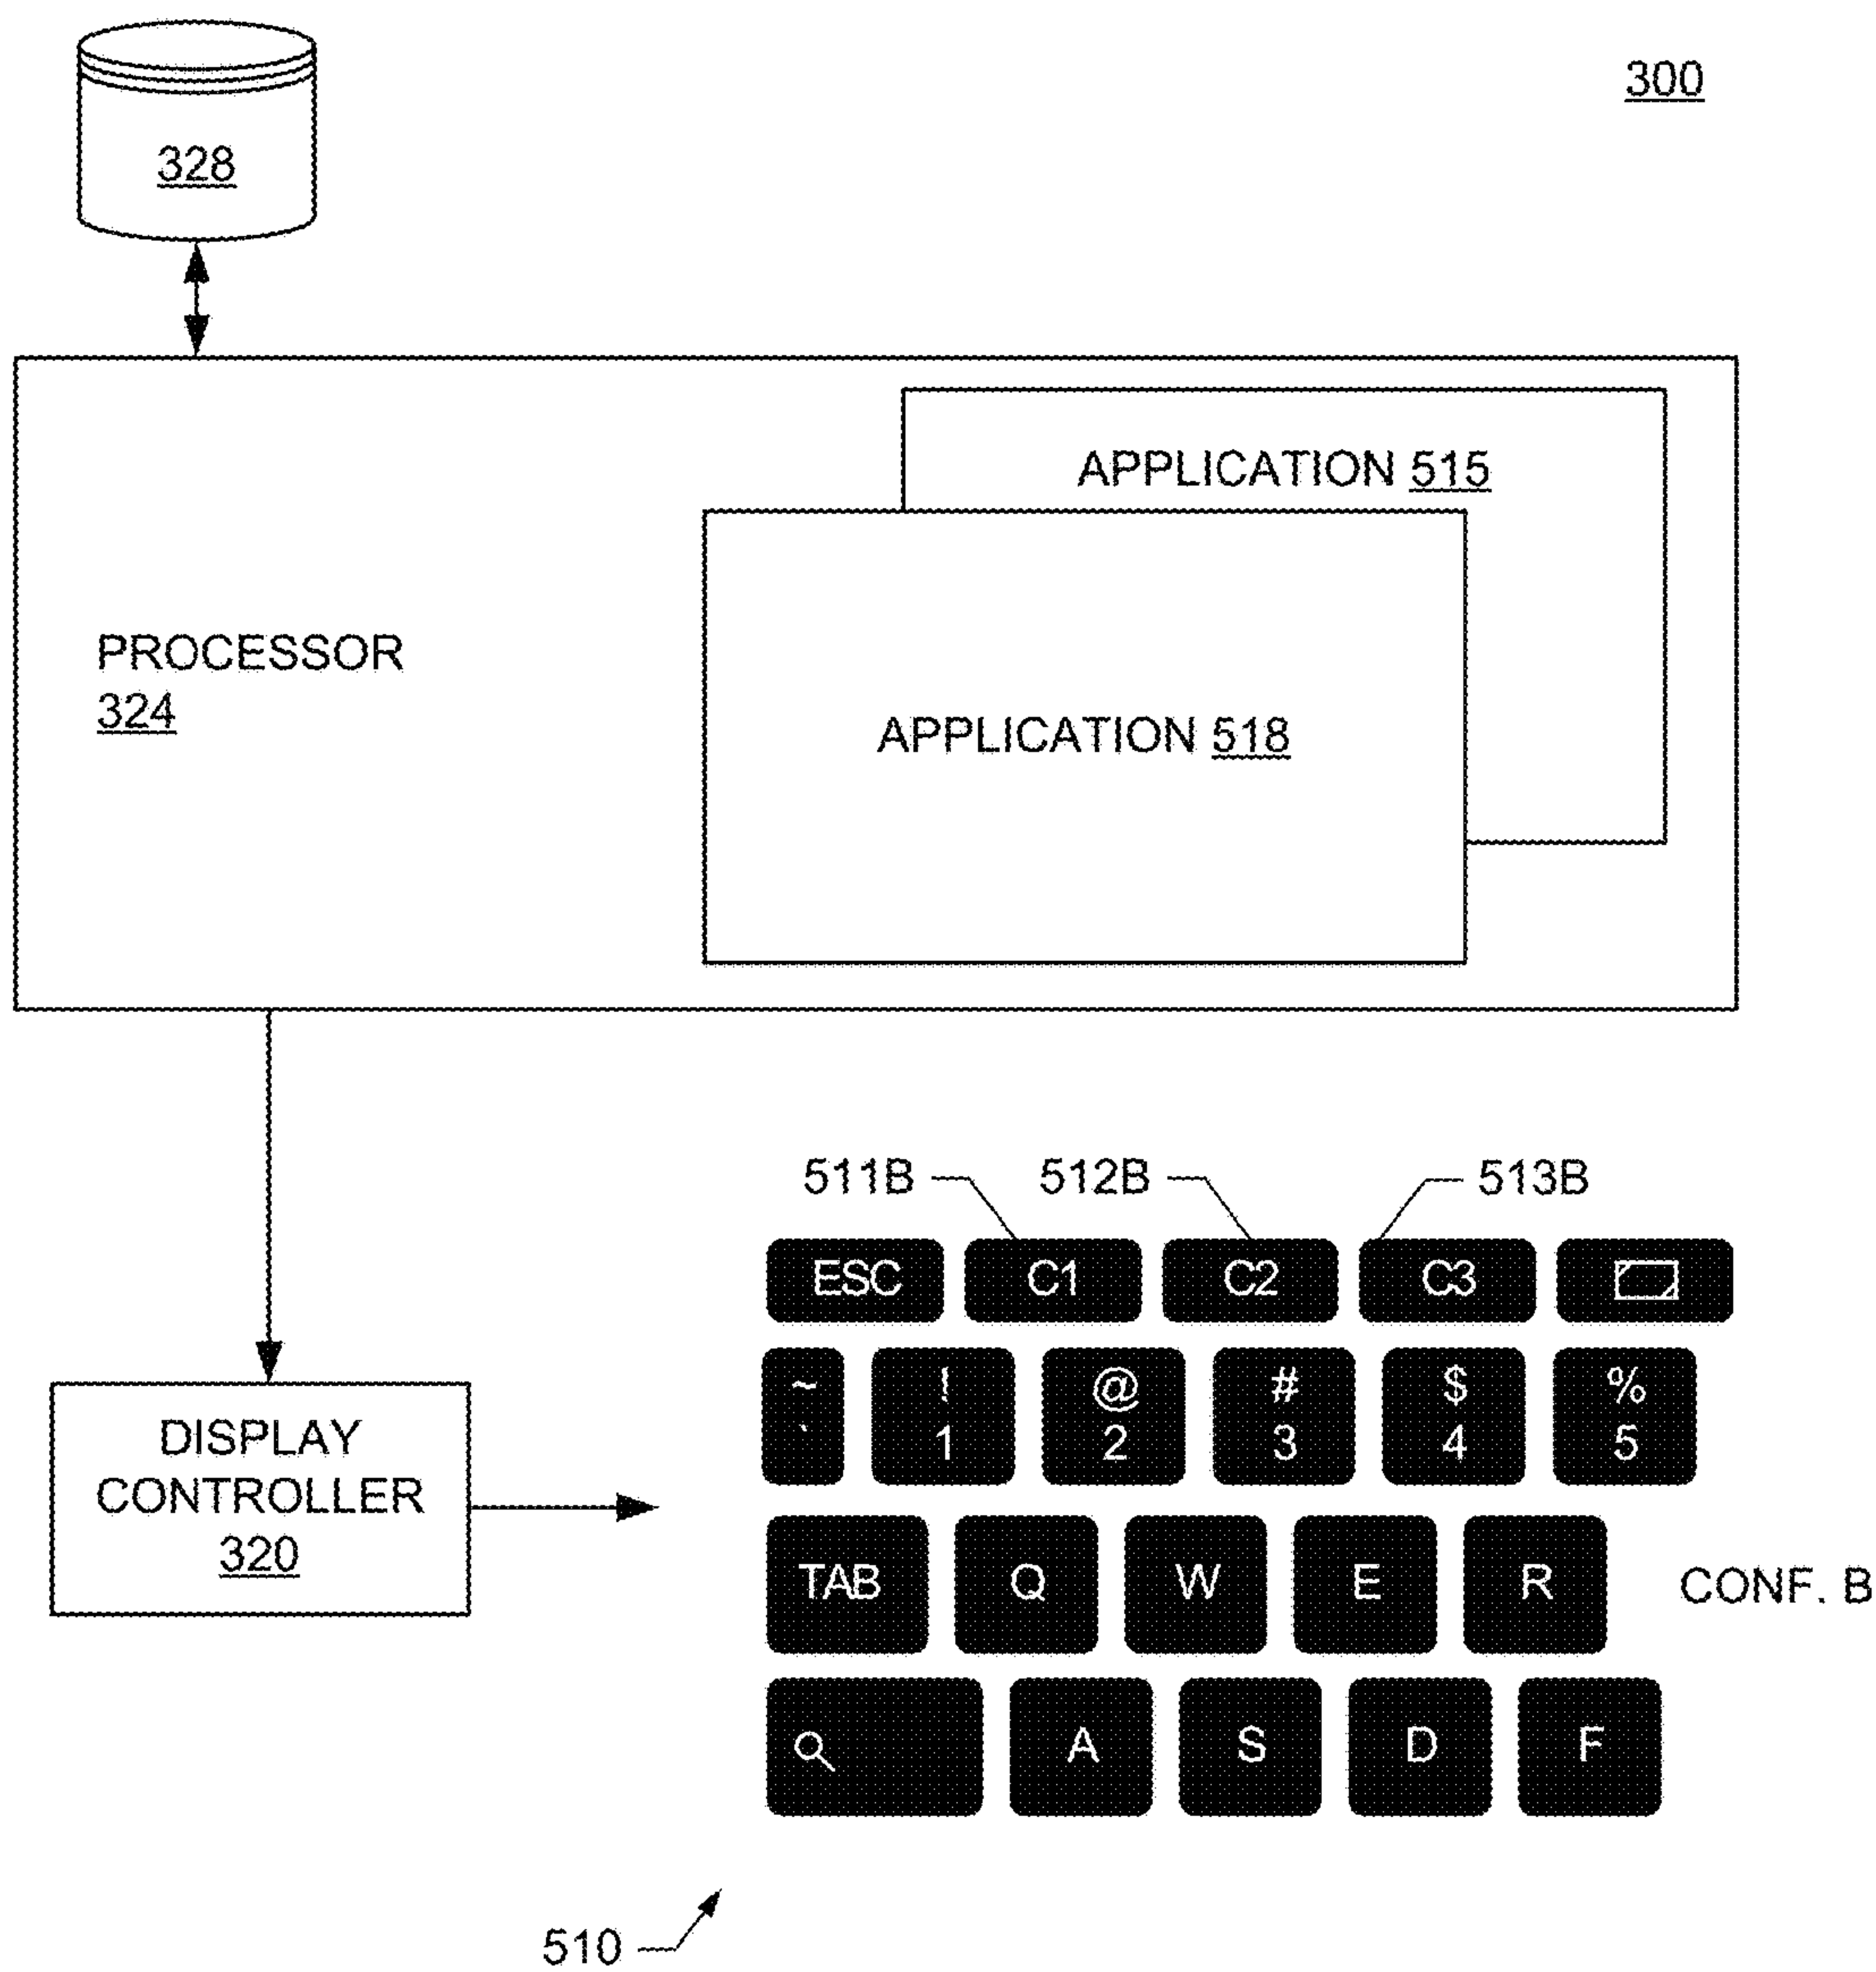 300
328
APPLICATION 515
PROCESSOR
324
APPLICATION 518
511B
512B
513B
ESC C1 C2 C3
~ ! @ # $ %
` 1 2 3 4 5
DISPLAY
CONTROLLER
320
TAB Q W E R
CONF. B
A S D F
510